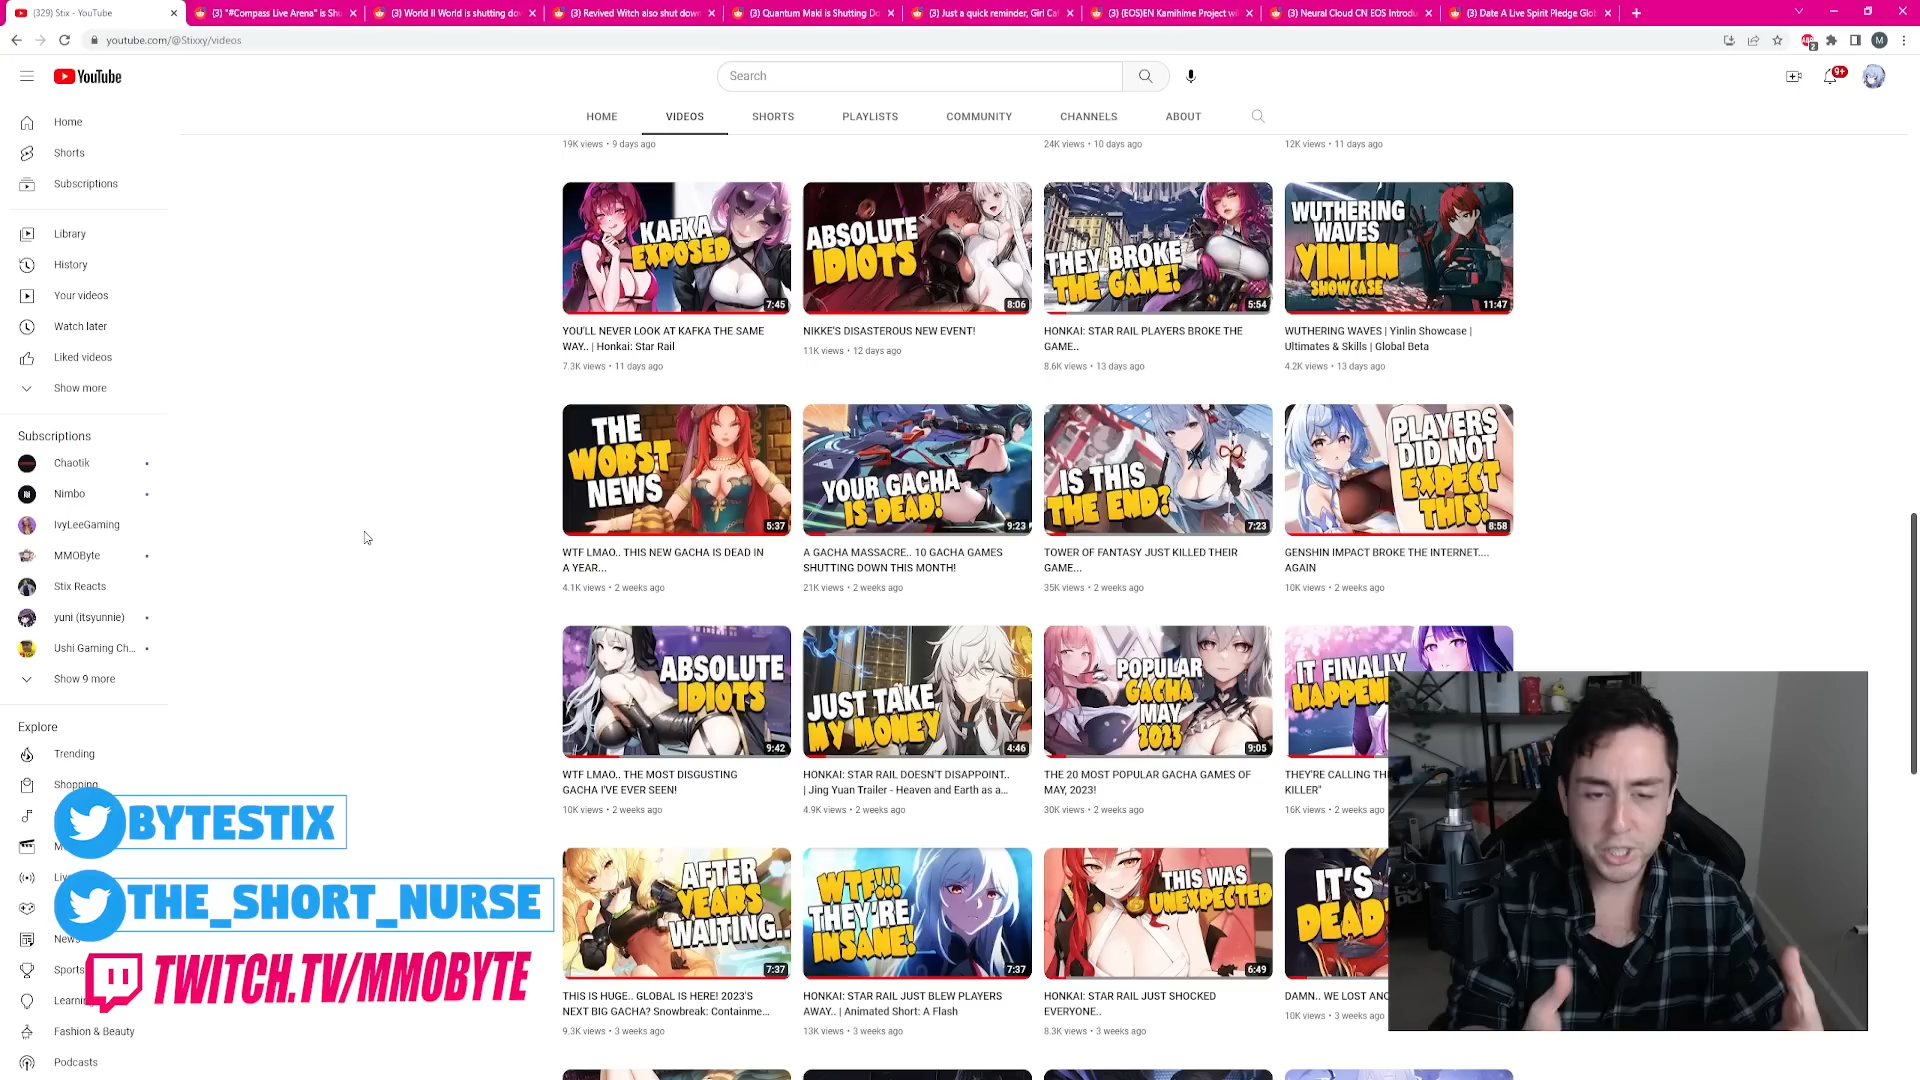 (329) Stix - YouTube
(3) "#Compass Live Arena" is Shu
(3) World II World is shutting do
(3) Revived Witch also shut down
(3) Quantum Maki is Shutting Do
(3) Just a quick reminder, Girl Ca
(3) {EOS}EN Kamihime Project wi
(3) Neural Cloud CN EOS Introdu
(3) Date A Live Spirit Pledge Glob
youtube.com/@Stixxy/videos
2
M
YouTube
Search
9+
HOME
VIDEOS
SHORTS
PLAYLISTS
COMMUNITY
CHANNELS
ABOUT
Home
Shorts
Subscriptions
Library
History
Your videos
Watch later
Liked videos
Show more
Subscriptions
Chaotik
Nimbo
IvyLeeGaming
MMOByte
Stix Reacts
yuni (itsyunnie)
Ushi Gaming Ch...
Show 9 more
Explore
Trending
Shopping
Live
News
Sports
Learning
Fashion & Beauty
Podcasts
BYTESTIX
THE_SHORT_NURSE
TWITCH.TV/MMOBYTE
19K views • 9 days ago
24K views • 10 days ago
12K views • 11 days ago
KAFKA
EXPOSED
7:45
YOU'LL NEVER LOOK AT KAFKA THE SAME
WAY.. | Honkai: Star Rail
7.3K views • 11 days ago
ABSOLUTE
IDIOTS
8:06
NIKKE'S DISASTEROUS NEW EVENT!
11K views • 12 days ago
THEY BROKE
THE GAME!
5:54
HONKAI: STAR RAIL PLAYERS BROKE THE
GAME..
8.6K views • 13 days ago
WUTHERING
WAVES
YINLIN
SHOWCASE
11:47
WUTHERING WAVES | Yinlin Showcase |
Ultimates & Skills | Global Beta
4.2K views • 13 days ago
THE
WORST
NEWS
5:37
WTF LMAO.. THIS NEW GACHA IS DEAD IN
A YEAR...
4.1K views • 2 weeks ago
YOUR GACHA
IS DEAD!
9:23
A GACHA MASSACRE.. 10 GACHA GAMES
SHUTTING DOWN THIS MONTH!
21K views • 2 weeks ago
IS THIS
THE END?
7:23
TOWER OF FANTASY JUST KILLED THEIR
GAME...
35K views • 2 weeks ago
PLAYERS
DID NOT
EXPECT
THIS!
8:58
GENSHIN IMPACT BROKE THE INTERNET....
AGAIN
10K views • 2 weeks ago
ABSOLUTE
IDIOTS
9:42
WTF LMAO.. THE MOST DISGUSTING
GACHA I'VE EVER SEEN!
10K views • 2 weeks ago
JUST TAKE
MY MONEY
4:46
HONKAI: STAR RAIL DOESN'T DISAPPOINT..
| Jing Yuan Trailer - Heaven and Earth as a...
4.9K views • 2 weeks ago
POPULAR
GACHA
MAY
2023
9:05
THE 20 MOST POPULAR GACHA GAMES OF
MAY, 2023!
30K views • 2 weeks ago
IT FINALLY
HAPPEN
THEY'RE CALLING TH
KILLER"
16K views • 2 weeks
AFTER
YEARS
WAITING..
7:37
THIS IS HUGE.. GLOBAL IS HERE! 2023'S
NEXT BIG GACHA? Snowbreak: Containme...
9.3K views • 3 weeks ago
WTF!!!
THEY'RE
INSANE!
7:37
HONKAI: STAR RAIL JUST BLEW PLAYERS
AWAY.. | Animated Short: A Flash
13K views • 3 weeks ago
THIS WAS
UNEXPECTED
6:49
HONKAI: STAR RAIL JUST SHOCKED
EVERYONE..
8.3K views • 3 weeks ago
IT'S
DEAD
DAMN.. WE LOST ANO
10K views • 3 weeks